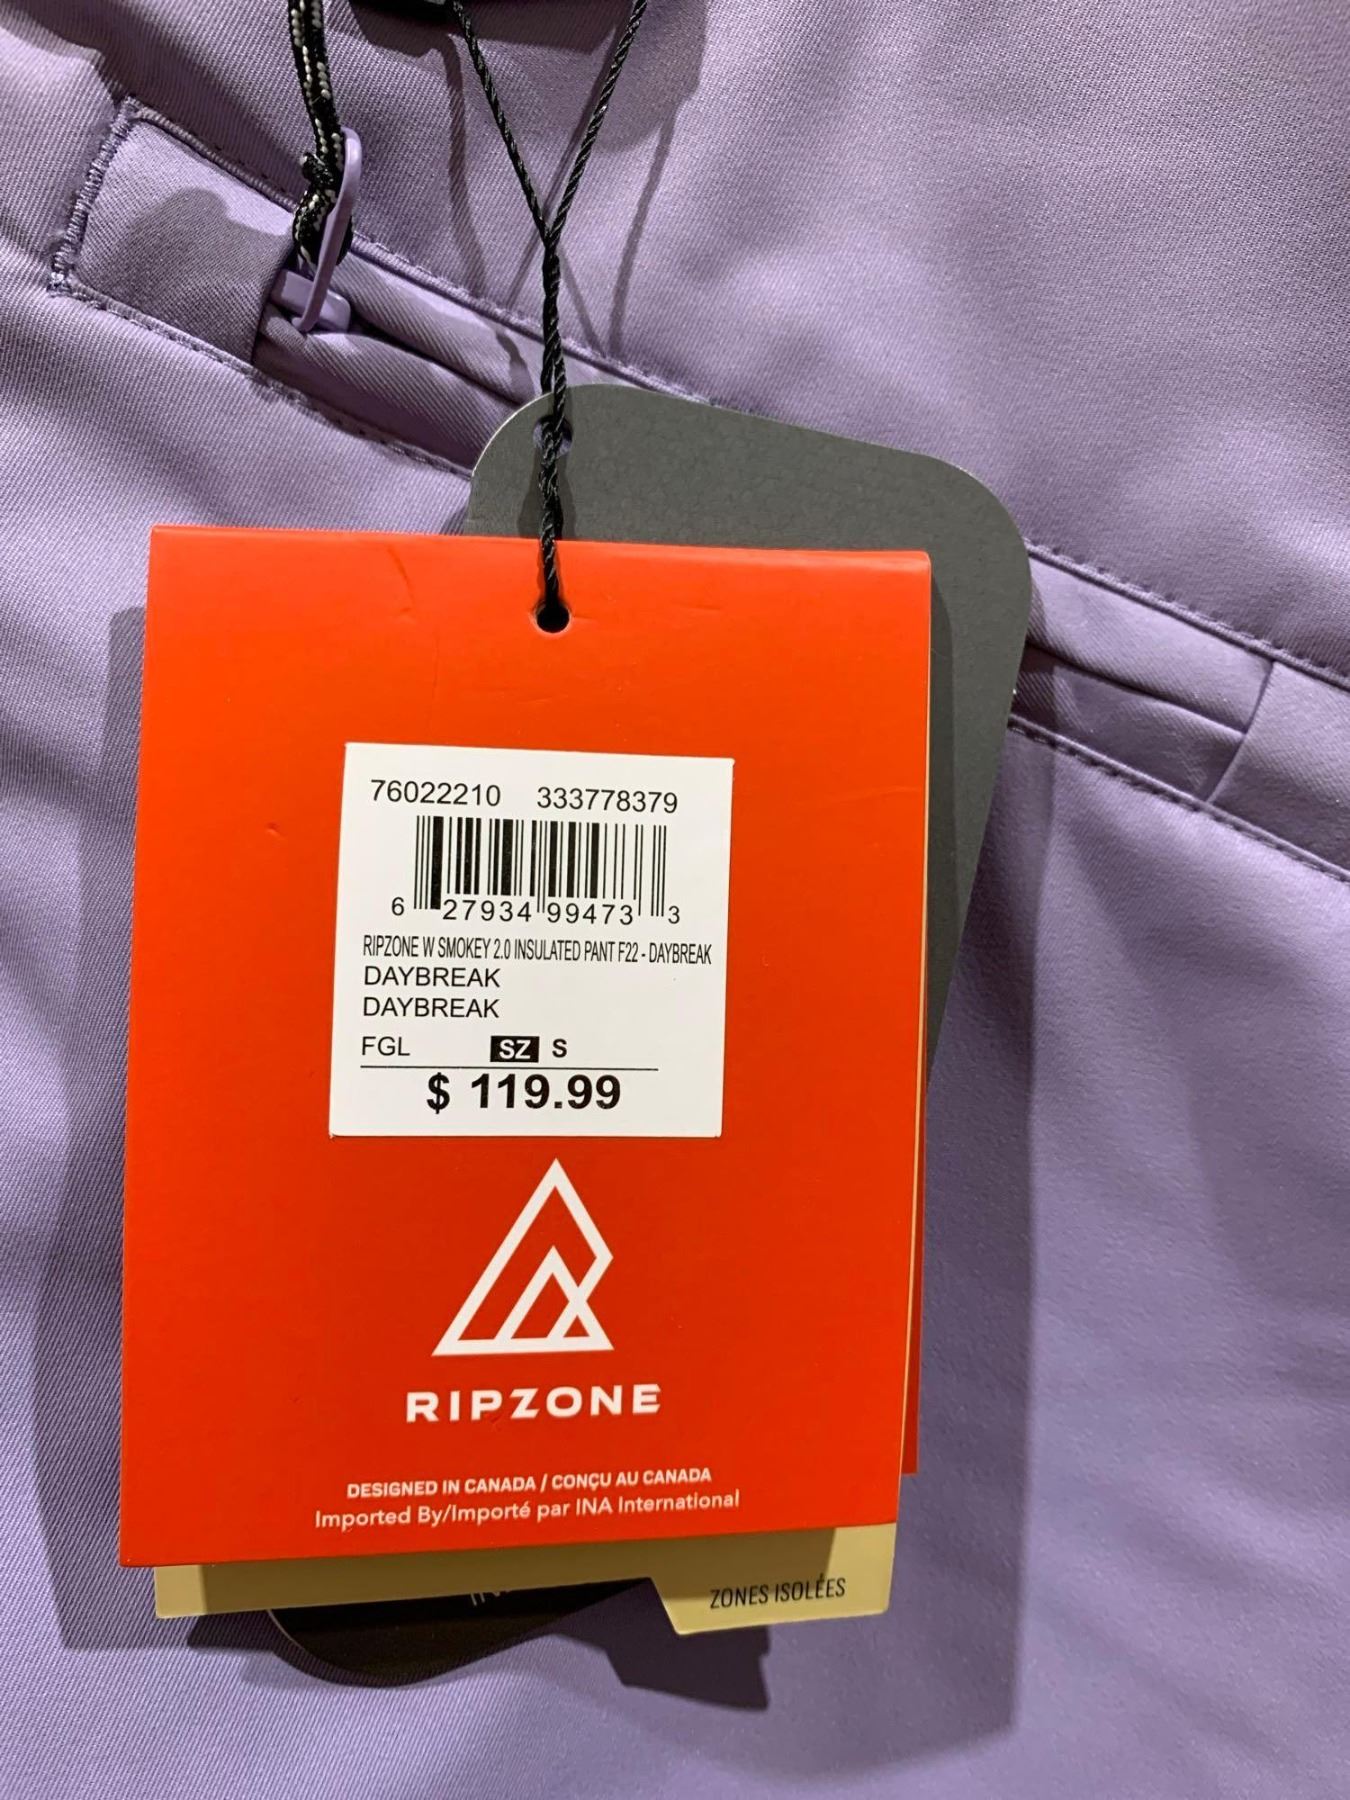 76022210 333778379
6 27934 99473 3
RIPZONE W SMOKEY 2.0 INSULATED PANT F22 - DAYBREAK
DAYBREAK
DAYBREAK
FGL SZ S
$ 119.99
RIPZONE
DESIGNED IN CANADA / CONÇU AU CANADA
Imported By/Importé par INA International
ZONES ISOLÉES